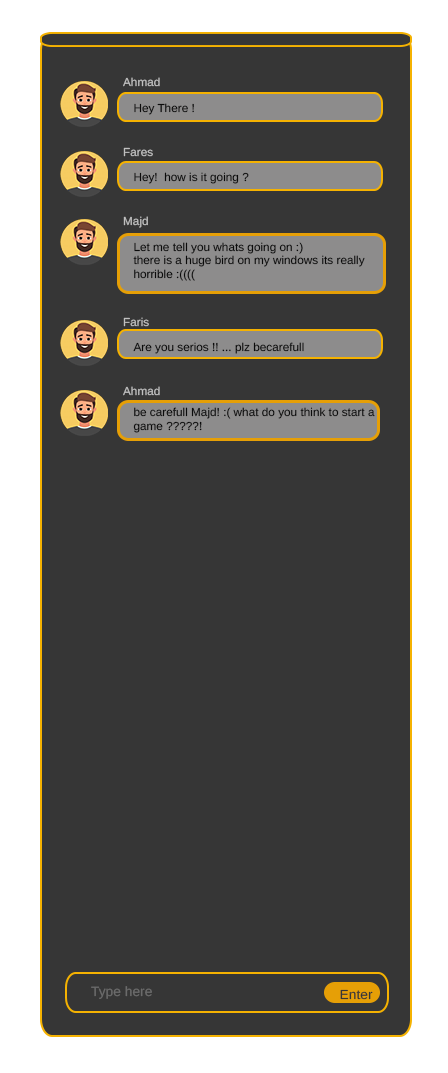 Ahmad
Hey There !
Fares
Hey!  how is it going ?
Majd
Let me tell you whats going on :)
there is a huge bird on my windows its really
horrible :((((
Faris
Are you serios !! ... plz becarefull
Ahmad
be carefull Majd! :( what do you think to start a
game ?????!
Type here
Enter